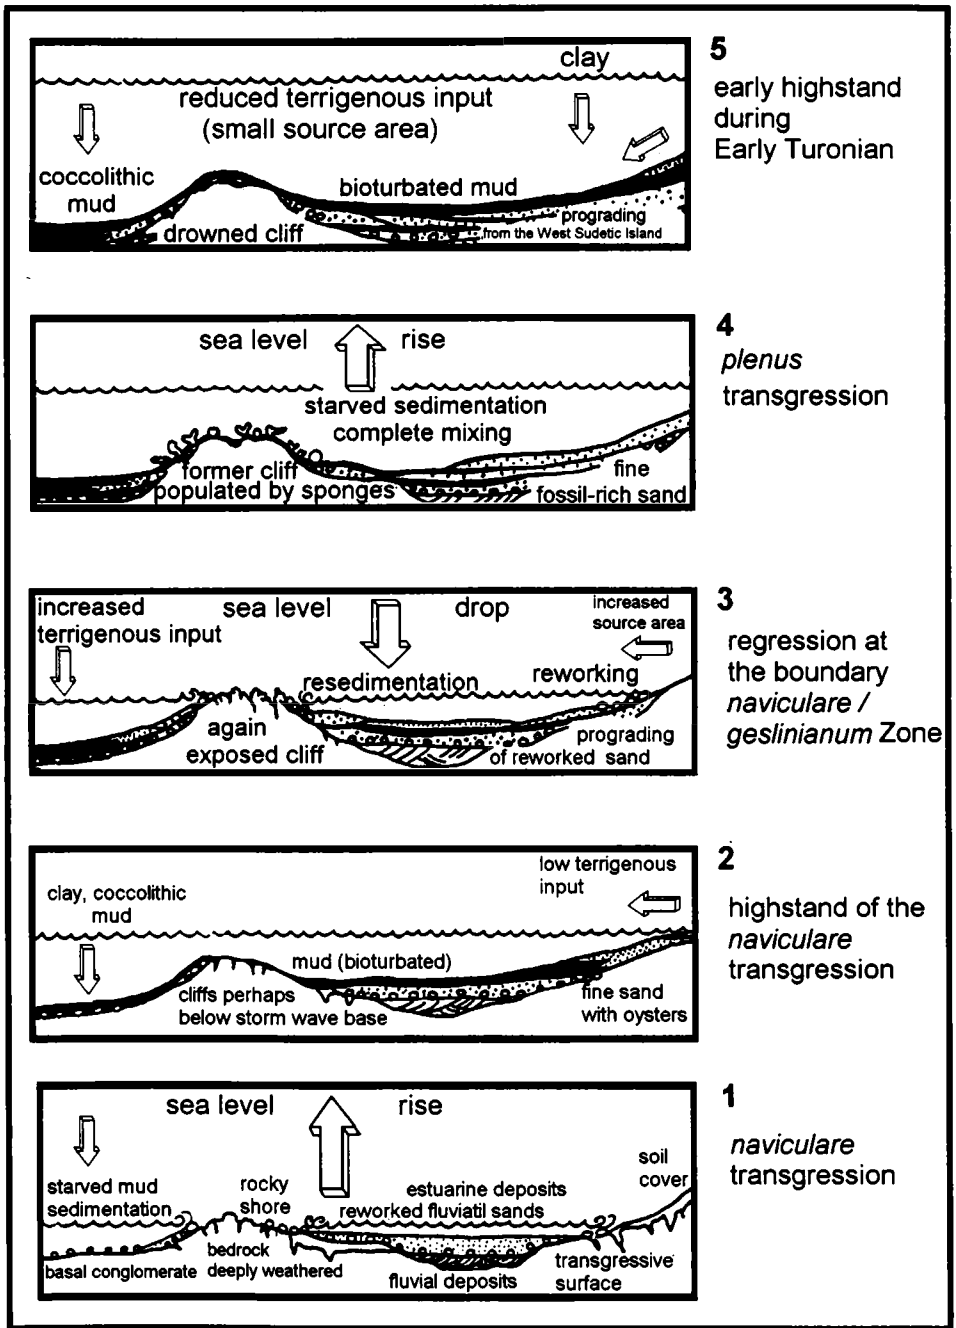 clay
reduced terrigenous input
(small source area)
coccolithic
mud
bioturbated mud
drowned cliff
prograding
from the West Sudetic Island
5
early highstand
during
Early Turonian
sea level rise
starved sedimentation
complete mixing
former cliff
populated by sponges
fine
fossil-rich sand
4
plenus
transgression
increased
terrigenous input
sea level drop
increased
source area
resedimentation
reworking
again
exposed cliff
prograding
of reworked sand
3
regression at
the boundary
naviculare /
geslinianum Zone
clay, coccolithic
mud
low terrigenous
input
mud (bioturbated)
cliffs perhaps
below storm wave base
fine sand
with oysters
2
highstand of the
naviculare
transgression
sea level rise
starved mud
sedimentation
rocky
shore
estuarine deposits
reworked fluviatil sands
soil
cover
basal conglomerate
bedrock
deeply weathered
fluvial deposits
transgressive
surface
1
naviculare
transgression